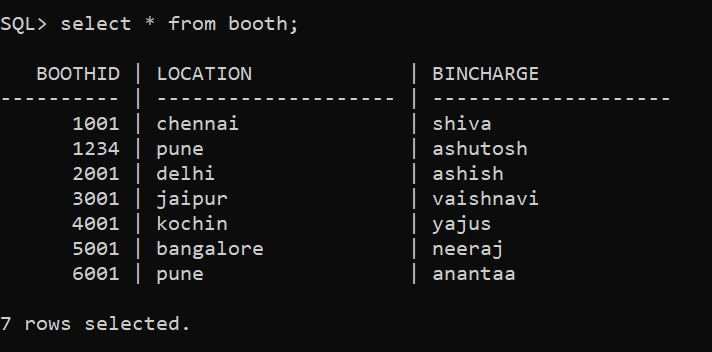 SQL> select * from booth;
   BOOTHID | LOCATION             | BINCHARGE
---------- | -------------------- | --------------------
      1001 | chennai              | shiva
      1234 | pune                 | ashutosh
      2001 | delhi                | ashish
      3001 | jaipur               | vaishnavi
      4001 | kochin               | yajus
      5001 | bangalore            | neeraj
      6001 | pune                 | anantaa
7 rows selected.